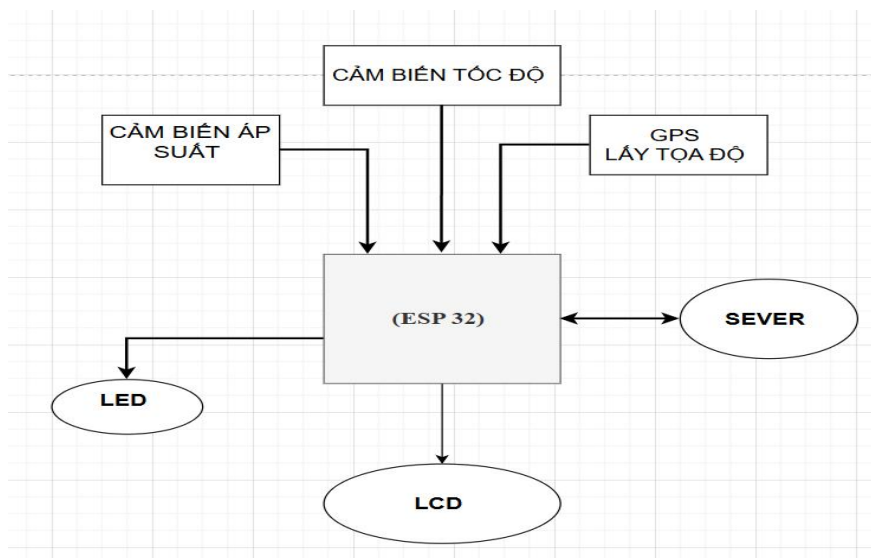 CẢM BIẾN TỐC ĐỘ
CẢM BIẾN ÁP
SUẤT
GPS
LẤY TỌA ĐỘ
(ESP 32)
SEVER
LED
LCD